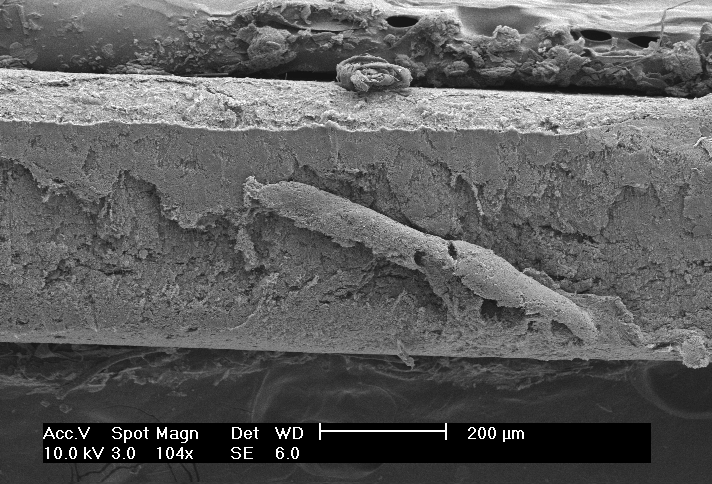 Acc.V Spot Magn Det WD 200 µm
10.0 kV 3.0 104x SE 6.0